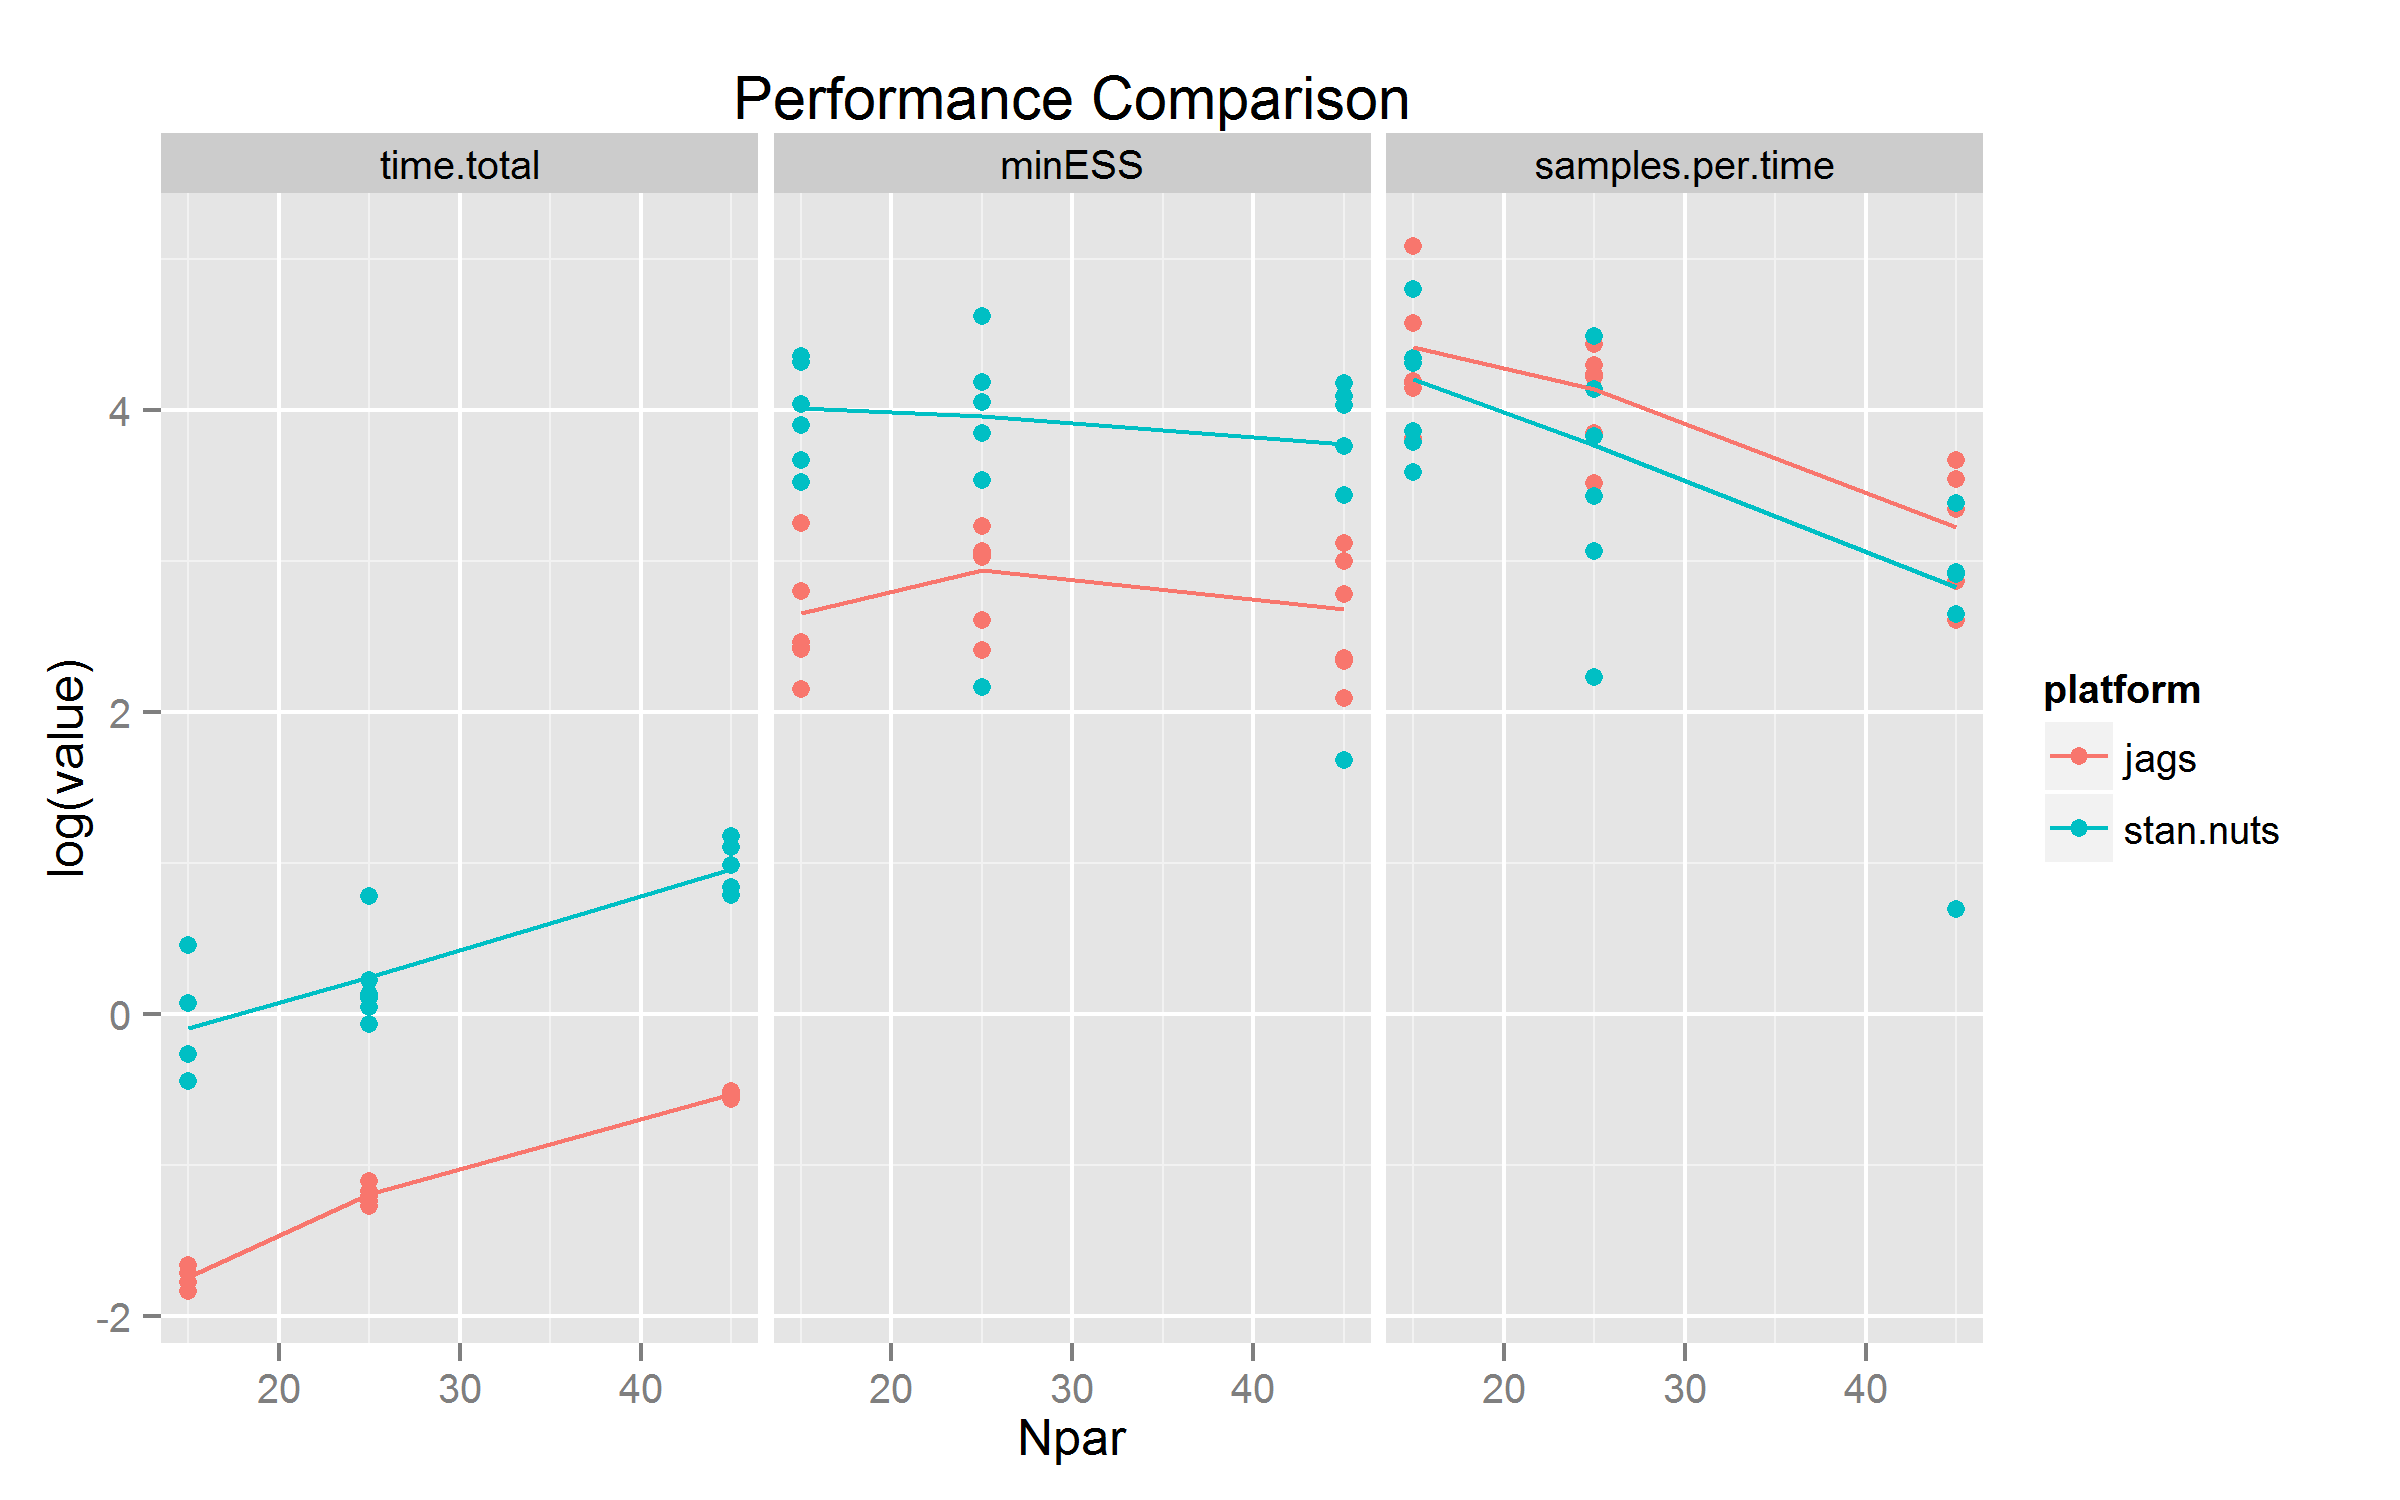 Performance Comparison
time.total minESS samples.per.time
log(value)
4
2
0
-2
20 30 40 20 30 40 20 30 40
Npar
platform
jags
stan.nuts